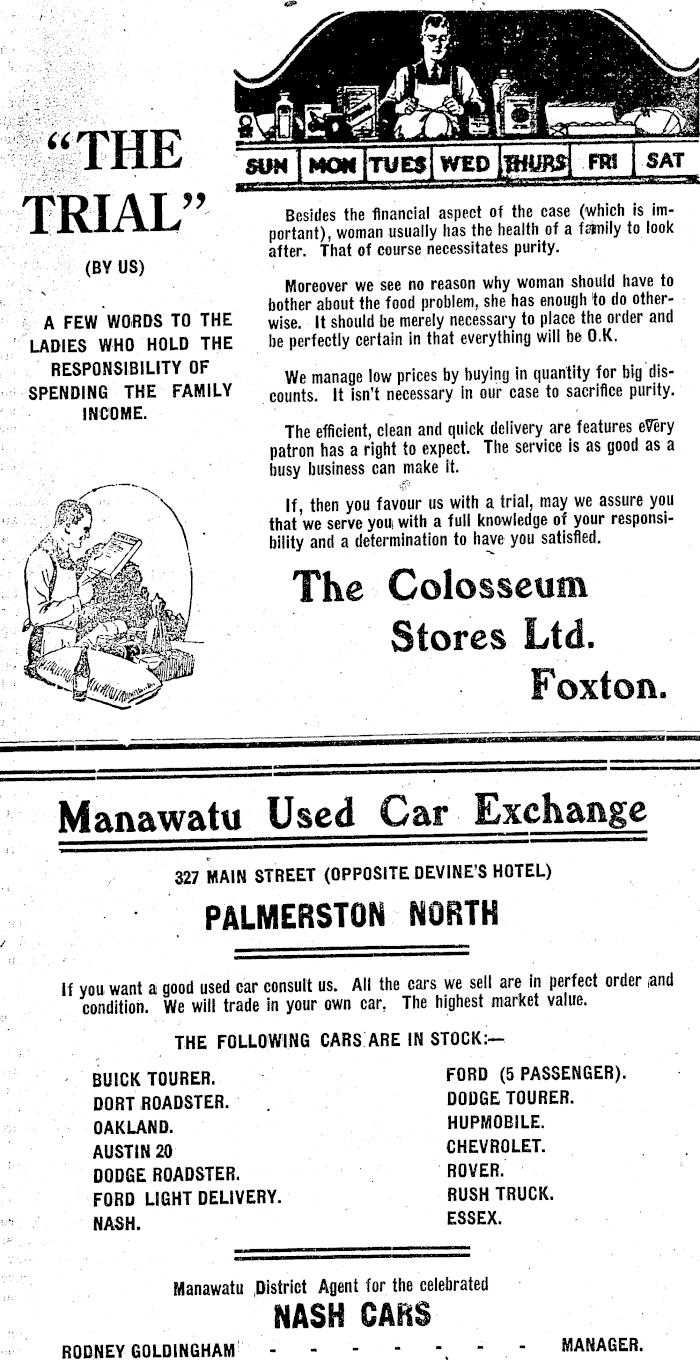 "THE
TRIAL"
(BY US)
A FEW WORDS TO THE
LADIES WHO HOLD THE
RESPONSIBILITY OF
SPENDING THE FAMILY
INCOME.
SUN MON TUES WED THURS FRI SAT
Besides the financial aspect of the case (which is im-
portant), woman usually has the health of a family to look
after. That of course necessitates purity.
Moreover we see no reason why woman should have to
bother about the food problem, she has enough to do other-
wise. It should be merely necessary to place the order and
be perfectly certain in that everything will be O.K.
We manage low prices by buying in quantity for big dis-
counts. It isn't necessary in our case to sacrifice purity.
The efficient, clean and quick delivery are features every
patron has a right to expect. The service is as good as a
busy business can make it.
If, then you favour us with a trial, may we assure you
that we serve you with a full knowledge of your responsi-
bility and a determination to have you satisfied.
The Colosseum
Stores Ltd.
Foxton.
Manawatu Used Car Exchange
327 MAIN STREET (OPPOSITE DEVINE'S HOTEL)
PALMERSTON NORTH
If you want a good used car consult us. All the cars we sell are in perfect order and
condition. We will trade in your own car. The highest market value.
THE FOLLOWING CARS ARE IN STOCK:—
BUICK TOURER.
DORT ROADSTER.
OAKLAND.
AUSTIN 20
DODGE ROADSTER.
FORD LIGHT DELIVERY.
NASH.
FORD (5 PASSENGER).
DODGE TOURER.
HUPMOBILE.
CHEVROLET.
ROVER.
RUSH TRUCK.
ESSEX.
Manawatu District Agent for the celebrated
NASH CARS
RODNEY GOLDINGHAM - - - - - - - MANAGER.